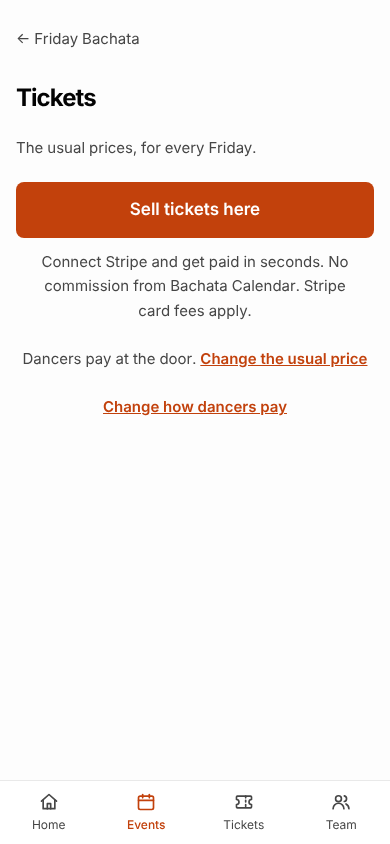 ← Friday Bachata
Tickets
The usual prices, for every Friday.
Sell tickets here
Connect Stripe and get paid in seconds. No
commission from Bachata Calendar. Stripe
card fees apply.
Dancers pay at the door. Change the usual price
Change how dancers pay
Home
Events
Tickets
Team